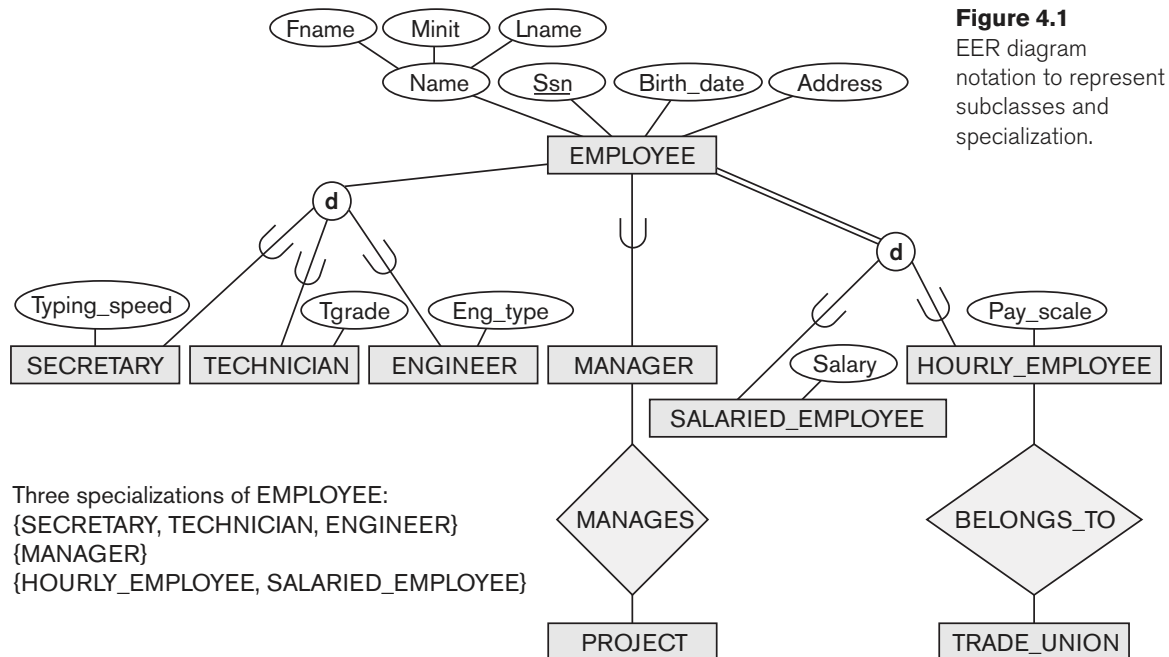 Figure 4.1
EER diagram
notation to represent
subclasses and
specialization.
Fname
Minit
Lname
Name
Ssn
Birth_date
Address
EMPLOYEE
d
d
Typing_speed
Tgrade
Eng_type
Pay_scale
Salary
SECRETARY
TECHNICIAN
ENGINEER
MANAGER
HOURLY_EMPLOYEE
SALARIED_EMPLOYEE
Three specializations of EMPLOYEE:
{SECRETARY, TECHNICIAN, ENGINEER}
{MANAGER}
{HOURLY_EMPLOYEE, SALARIED_EMPLOYEE}
MANAGES
BELONGS_TO
PROJECT
TRADE_UNION